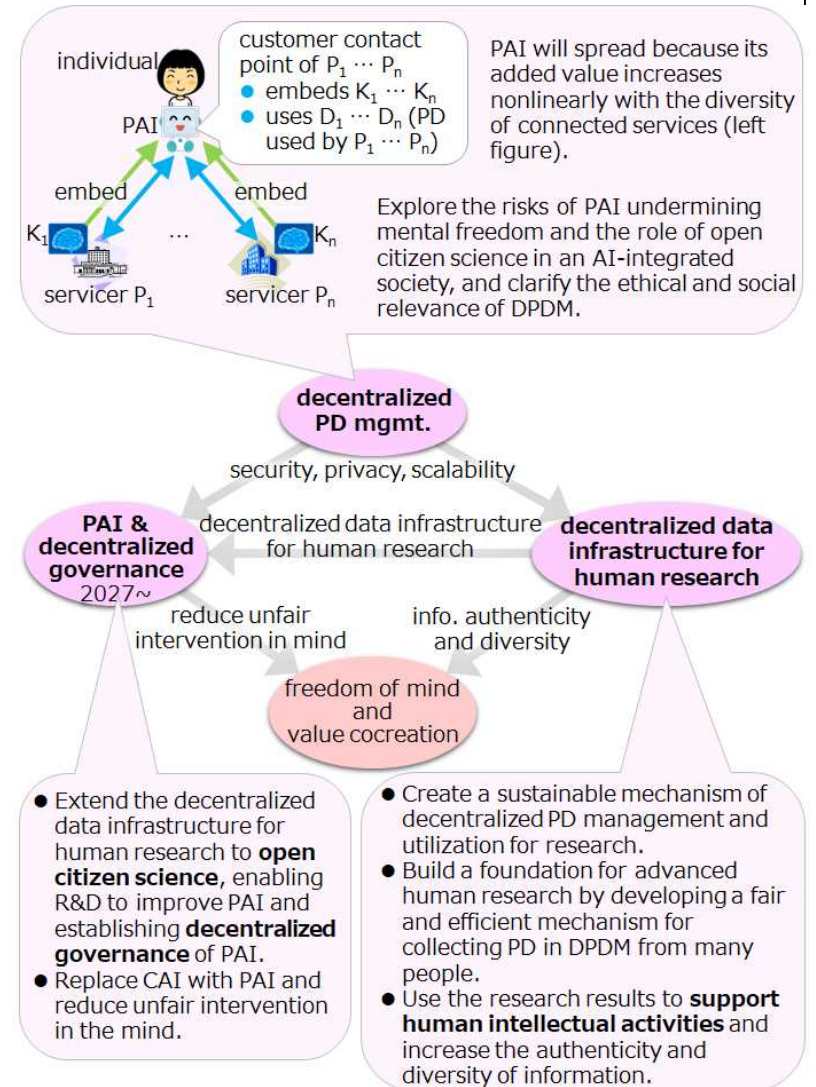 individual
PAI
customer contact
point of P₁ ⋯ Pₙ
● embeds K₁ ⋯ Kₙ
● uses D₁ ⋯ Dₙ (PD
used by P₁ ⋯ Pₙ)
PAI will spread because its
added value increases
nonlinearly with the diversity
of connected services (left
figure).
embed
embed
K₁
⋯
Kₙ
servicer P₁
servicer Pₙ
Explore the risks of PAI undermining
mental freedom and the role of open
citizen science in an AI-integrated
society, and clarify the ethical and social
relevance of DPDM.
decentralized
PD mgmt.
security, privacy, scalability
PAI &
decentralized
governance
2027~
decentralized data infrastructure
for human research
decentralized data
infrastructure for
human research
reduce unfair
intervention in mind
info. authenticity
and diversity
freedom of mind
and
value cocreation
● Extend the decentralized
data infrastructure for
human research to open
citizen science, enabling
R&D to improve PAI and
establishing decentralized
governance of PAI.
● Replace CAI with PAI and
reduce unfair intervention
in the mind.
● Create a sustainable mechanism of
decentralized PD management and
utilization for research.
● Build a foundation for advanced
human research by developing a fair
and efficient mechanism for
collecting PD in DPDM from many
people.
● Use the research results to support
human intellectual activities and
increase the authenticity and
diversity of information.